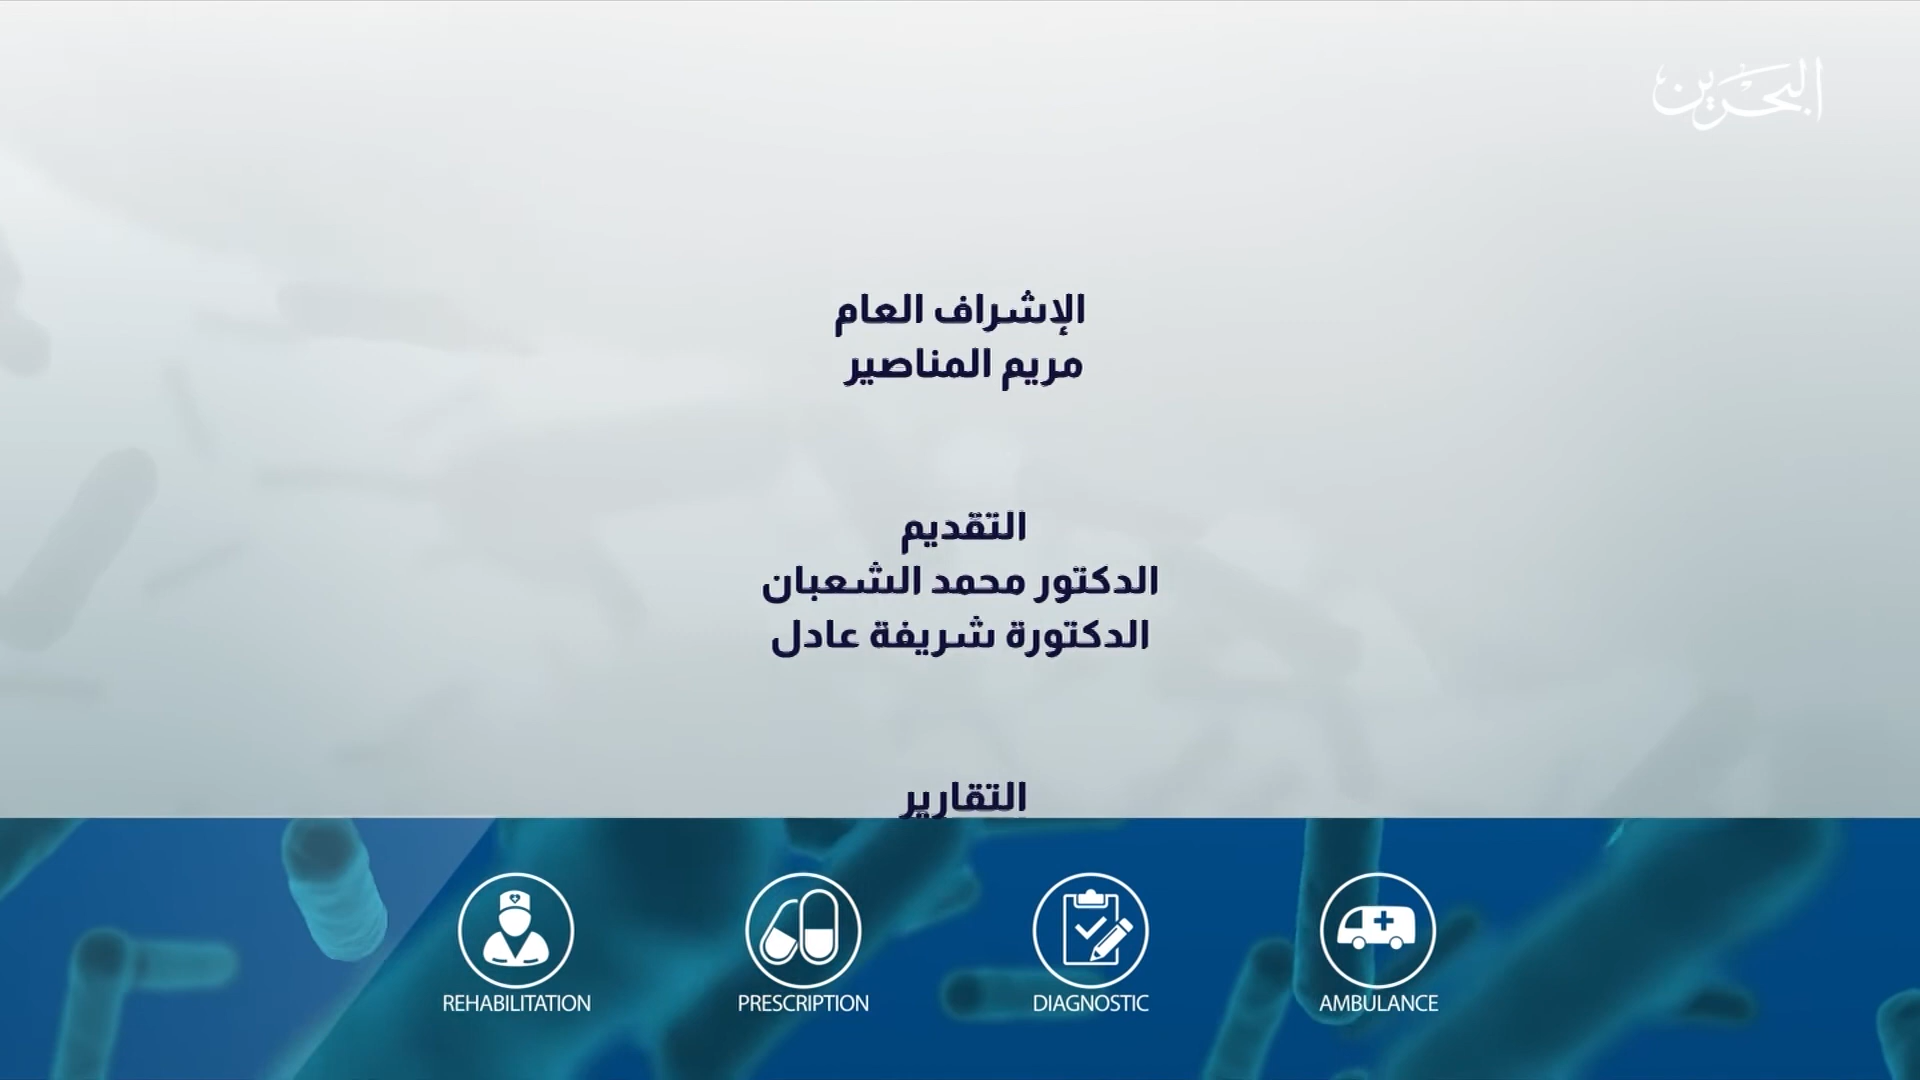 البحرين
الإشراف العام
مريم المناصير
التقديم
الدكتور محمد الشعبان
الدكتورة شريفة عادل
التقارير
REHABILITATION
PRESCRIPTION
DIAGNOSTIC
AMBULANCE